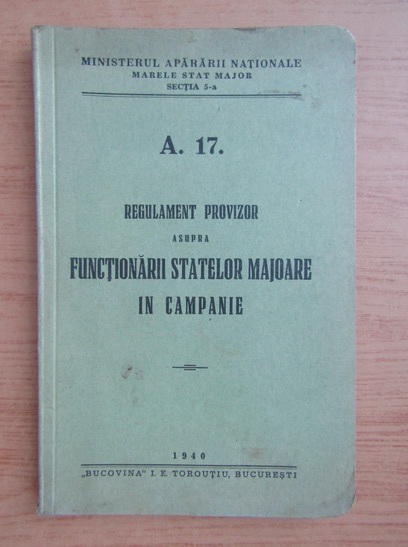 MINISTERUL APĂRĂRII NAȚIONALE
MARELE STAT MAJOR
SECȚIA 5-a
A. 17.
REGULAMENT PROVIZOR
ASUPRA
FUNCȚIONĂRII STATELOR MAJOARE
IN CAMPANIE
1940
„BUCOVINA" I. E. TOROUȚIU, BUCUREȘTI